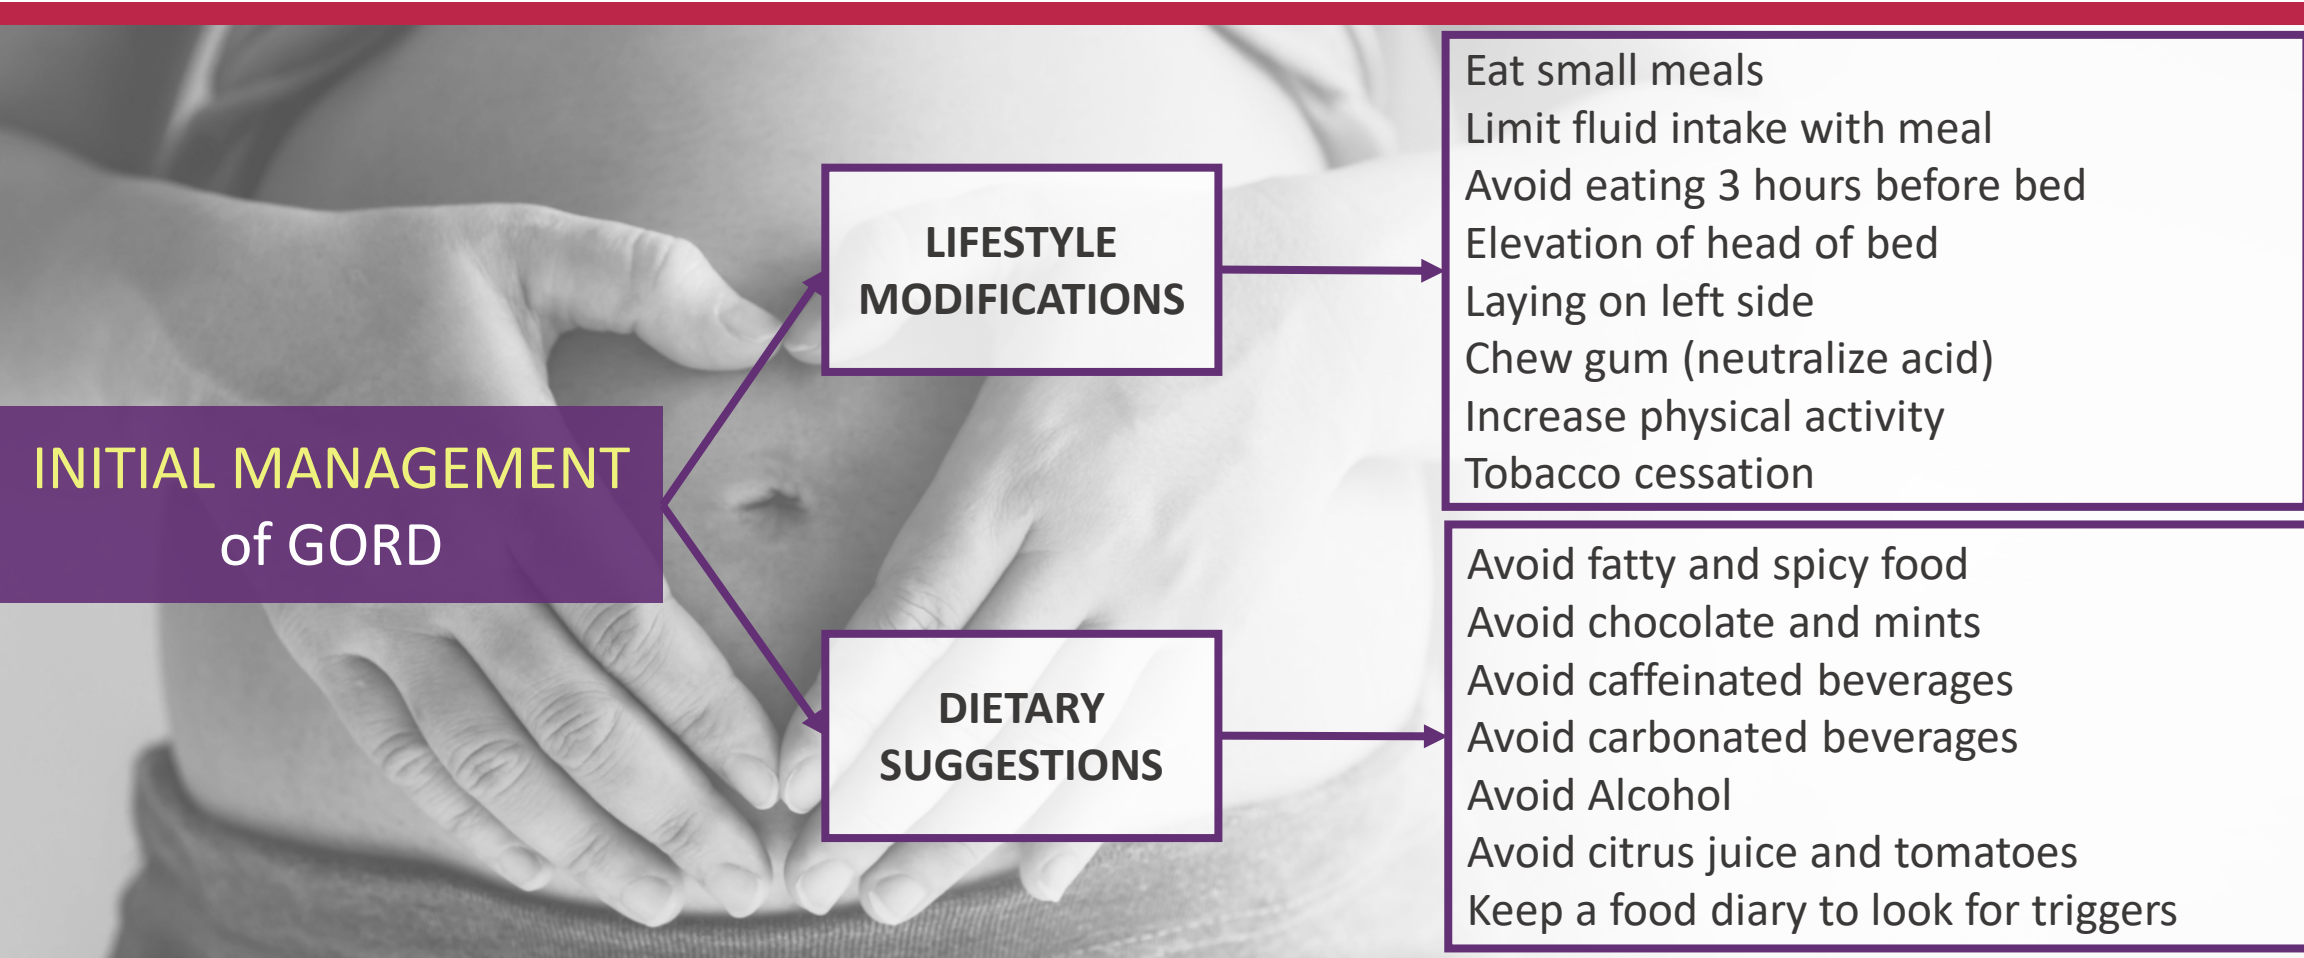 INITIAL MANAGEMENT
of GORD
LIFESTYLE
MODIFICATIONS
Eat small meals
Limit fluid intake with meal
Avoid eating 3 hours before bed
Elevation of head of bed
Laying on left side
Chew gum (neutralize acid)
Increase physical activity
Tobacco cessation
DIETARY
SUGGESTIONS
Avoid fatty and spicy food
Avoid chocolate and mints
Avoid caffeinated beverages
Avoid carbonated beverages
Avoid Alcohol
Avoid citrus juice and tomatoes
Keep a food diary to look for triggers